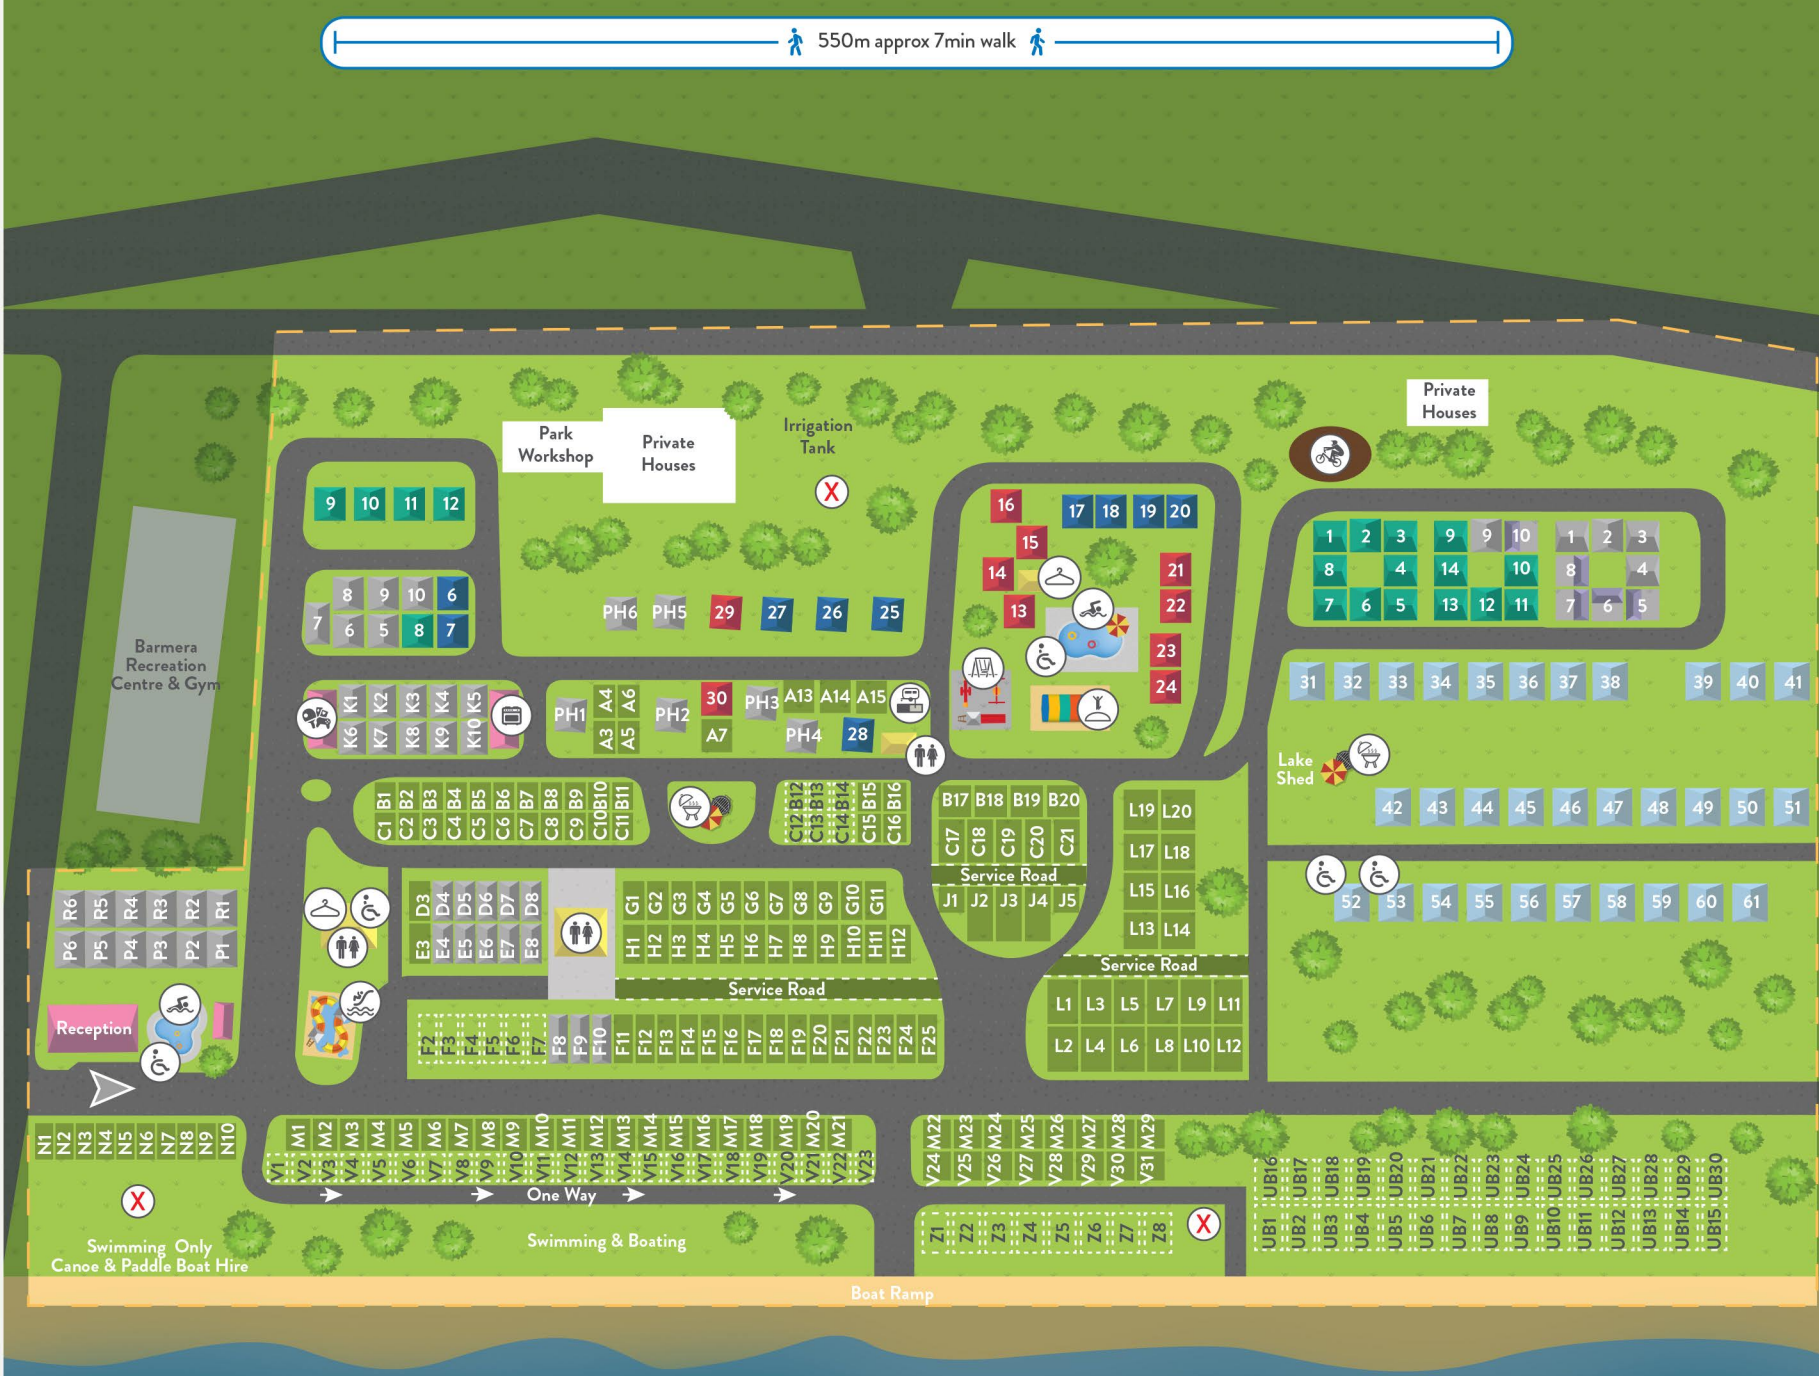 550m approx 7min walk
Private
Houses
Park
Workshop
Private
Houses
Irrigation
Tank
X
9 10 11 12
16
17 18 19 20
15
14
13
21
22
23
24
1 2 3 9 9 10 1 2 3
8 4 14 10 8 4
7 6 5 13 12 11 7 6 5
8 9 10 6
7 6 5 8 7
PH6 PH5 29 27 26 25
Barmera
Recreation
Centre & Gym
31 32 33 34 35 36 37 38 39 40 41
K1 K2 K3 K4 K5
K6 K7 K8 K9 K10
PH1 A4 A6 PH2 30 PH3 A13 A14 A15
A3 A5 A7 PH4 28
Lake
Shed
42 43 44 45 46 47 48 49 50 51
B1 B2 B3 B4 B5 B6 B7 B8 B9 B10 B11
C1 C2 C3 C4 C5 C6 C7 C8 C9 C10 C11
B12 B13 B14 B15 B16
C12 C13 C14 C15 C16
B17 B18 B19 B20
C17 C18 C19 C20 C21
Service Road
J1 J2 J3 J4 J5
L19 L20
L17 L18
L15 L16
L13 L14
Service Road
L1 L3 L5 L7 L9 L11
L2 L4 L6 L8 L10 L12
52 53 54 55 56 57 58 59 60 61
R6 R5 R4 R3 R2 R1
P6 P5 P4 P3 P2 P1
D3 D4 D5 D6 D7 D8
E3 E4 E5 E6 E7 E8
G1 G2 G3 G4 G5 G6 G7 G8 G9 G10 G11
H1 H2 H3 H4 H5 H6 H7 H8 H9 H10 H11 H12
Service Road
Reception
F2 F3 F4 F5 F6 F7 F8 F9 F10 F11 F12 F13 F14 F15 F16 F17 F18 F19 F20 F21 F22 F23 F24 F25
N1 N2 N3 N4 N5 N6 N7 N8 N9 N10
M1 M2 M3 M4 M5 M6 M7 M8 M9 M10 M11 M12 M13 M14 M15 M16 M17 M18 M19 M20 M21
V1 V2 V3 V4 V5 V6 V7 V8 V9 V10 V11 V12 V13 V14 V15 V16 V17 V18 V19 V20 V21 V22 V23
One Way
M22 M23 M24 M25 M26 M27 M28 M29
V24 V25 V26 V27 V28 V29 V30 V31
UB16 UB17 UB18 UB19 UB20 UB21 UB22 UB23 UB24 UB25 UB26 UB27 UB28 UB29 UB30
UB1 UB2 UB3 UB4 UB5 UB6 UB7 UB8 UB9 UB10 UB11 UB12 UB13 UB14 UB15
X
Z1 Z2 Z3 Z4 Z5 Z6 Z7 Z8
X
Swimming Only
Canoe & Paddle Boat Hire
Swimming & Boating
Boat Ramp